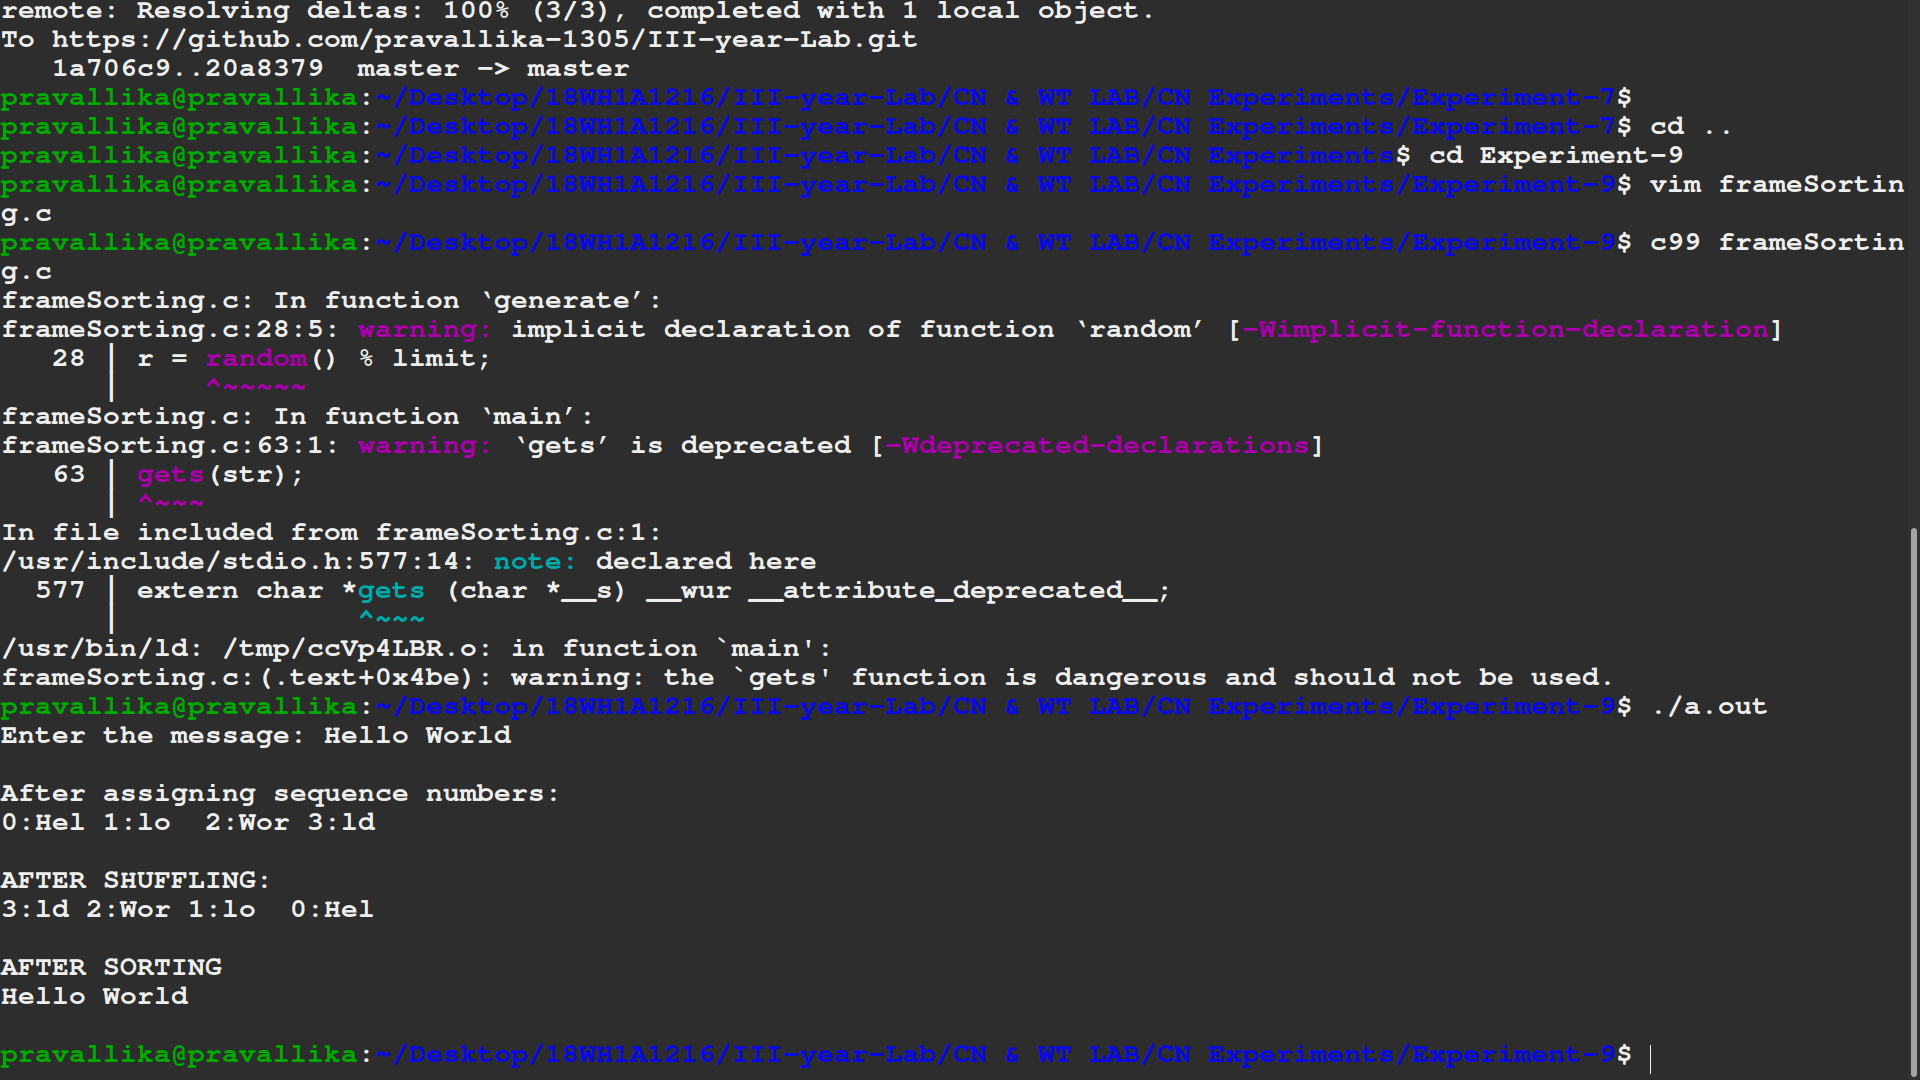 remote: Resolving deltas: 100% (3/3), completed with 1 local object.
To https://github.com/pravallika-1305/III-year-Lab.git
   1a706c9..20a8379  master -> master
pravallika@pravallika:~/Desktop/18WH1A1216/III-year-Lab/CN & WT LAB/CN Experiments/Experiment-7$
pravallika@pravallika:~/Desktop/18WH1A1216/III-year-Lab/CN & WT LAB/CN Experiments/Experiment-7$ cd ..
pravallika@pravallika:~/Desktop/18WH1A1216/III-year-Lab/CN & WT LAB/CN Experiments$ cd Experiment-9
pravallika@pravallika:~/Desktop/18WH1A1216/III-year-Lab/CN & WT LAB/CN Experiments/Experiment-9$ vim frameSortin
g.c
pravallika@pravallika:~/Desktop/18WH1A1216/III-year-Lab/CN & WT LAB/CN Experiments/Experiment-9$ c99 frameSortin
g.c
frameSorting.c: In function ‘generate’:
frameSorting.c:28:5: warning: implicit declaration of function ‘random’ [-Wimplicit-function-declaration]
   28 | r = random() % limit;
      |     ^~~~~~
frameSorting.c: In function ‘main’:
frameSorting.c:63:1: warning: ‘gets’ is deprecated [-Wdeprecated-declarations]
   63 | gets(str);
      | ^~~~
In file included from frameSorting.c:1:
/usr/include/stdio.h:577:14: note: declared here
  577 | extern char *gets (char *__s) __wur __attribute_deprecated__;
      |              ^~~~
/usr/bin/ld: /tmp/ccVp4LBR.o: in function `main':
frameSorting.c:(.text+0x4be): warning: the `gets' function is dangerous and should not be used.
pravallika@pravallika:~/Desktop/18WH1A1216/III-year-Lab/CN & WT LAB/CN Experiments/Experiment-9$ ./a.out
Enter the message: Hello World

After assigning sequence numbers:
0:Hel 1:lo  2:Wor 3:ld

AFTER SHUFFLING:
3:ld 2:Wor 1:lo  0:Hel

AFTER SORTING
Hello World

pravallika@pravallika:~/Desktop/18WH1A1216/III-year-Lab/CN & WT LAB/CN Experiments/Experiment-9$